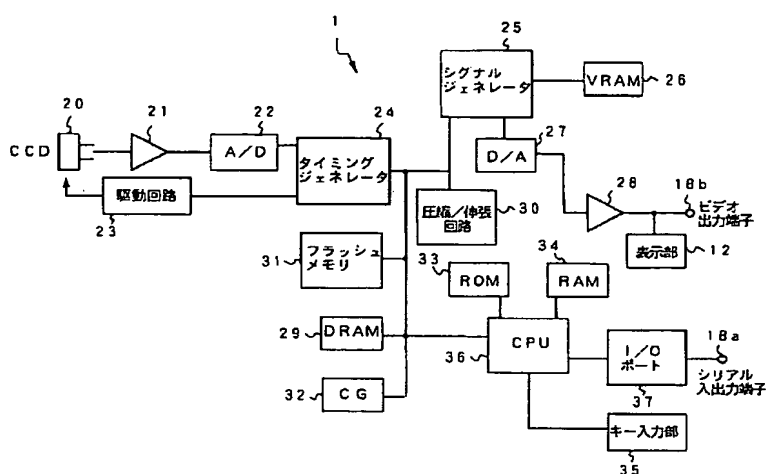 1
25
シグナル
ジェネレータ
VRAM
26
20
21
22
24
CCD
A/D
タイミング
ジェネレータ
27
D/A
駆動回路
23
圧縮/伸張
回路
30
28
18b
ビデオ
出力端子
表示部
12
31
フラッシュ
メモリ
33
ROM
34
RAM
29
DRAM
36
CPU
I/O
ポート
37
18a
シリアル
入出力端子
32
CG
キー入力部
35